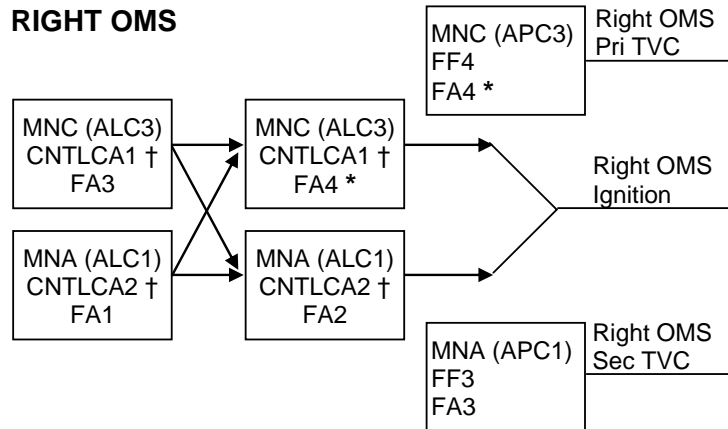 RIGHT OMS
MNC (APC3)
FF4
FA4 *
Right OMS
Pri TVC
MNC (ALC3)
CNTLCA1 †
FA3
MNC (ALC3)
CNTLCA1 †
FA4 *
MNA (ALC1)
CNTLCA2 †
FA1
MNA (ALC1)
CNTLCA2 †
FA2
Right OMS
Ignition
MNA (APC1)
FF3
FA3
Right OMS
Sec TVC